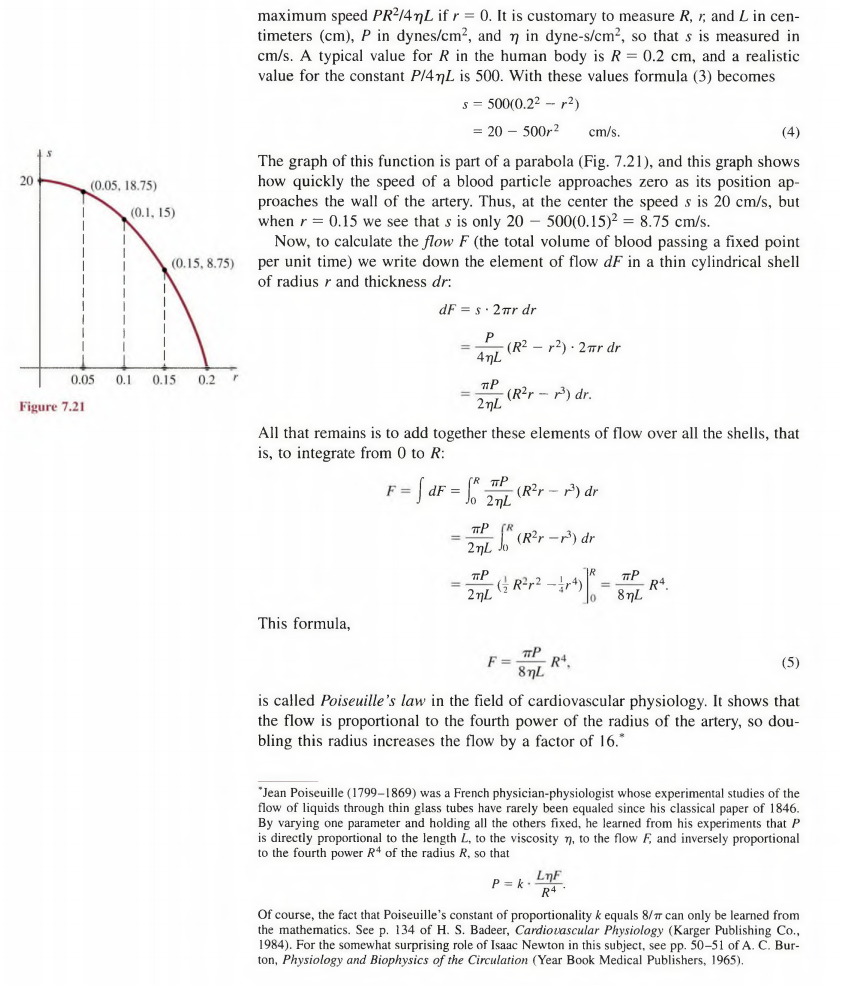 maximum speed PR²/4ηL if r = 0. It is customary to measure R, r, and L in cen-
timeters (cm), P in dynes/cm², and η in dyne-s/cm², so that s is measured in
cm/s. A typical value for R in the human body is R = 0.2 cm, and a realistic
value for the constant P/4ηL is 500. With these values formula (3) becomes
s = 500(0.2² − r²)
= 20 − 500r² cm/s. (4)
The graph of this function is part of a parabola (Fig. 7.21), and this graph shows
how quickly the speed of a blood particle approaches zero as its position ap-
proaches the wall of the artery. Thus, at the center the speed s is 20 cm/s, but
when r = 0.15 we see that s is only 20 − 500(0.15)² = 8.75 cm/s.
Now, to calculate the flow F (the total volume of blood passing a fixed point
per unit time) we write down the element of flow dF in a thin cylindrical shell
of radius r and thickness dr:
s
20
(0.05, 18.75)
(0.1, 15)
(0.15, 8.75)
0.05 0.1 0.15 0.2 r
Figure 7.21
dF = s · 2πr dr
= P/4ηL (R² − r²) · 2πr dr
= πP/2ηL (R²r − r³) dr.
All that remains is to add together these elements of flow over all the shells, that
is, to integrate from 0 to R:
F = ∫ dF = ∫₀ᴿ πP/2ηL (R²r − r³) dr
= πP/2ηL ∫₀ᴿ (R²r − r³) dr
= πP/2ηL (½ R²r² − ¼r⁴)]₀ᴿ = πP/8ηL R⁴.
This formula,
F = πP/8ηL R⁴, (5)
is called Poiseuille's law in the field of cardiovascular physiology. It shows that
the flow is proportional to the fourth power of the radius of the artery, so dou-
bling this radius increases the flow by a factor of 16.*
*Jean Poiseuille (1799–1869) was a French physician-physiologist whose experimental studies of the
flow of liquids through thin glass tubes have rarely been equaled since his classical paper of 1846.
By varying one parameter and holding all the others fixed, he learned from his experiments that P
is directly proportional to the length L, to the viscosity η, to the flow F, and inversely proportional
to the fourth power R⁴ of the radius R, so that
P = k · LηF/R⁴.
Of course, the fact that Poiseuille's constant of proportionality k equals 8/π can only be learned from
the mathematics. See p. 134 of H. S. Badeer, Cardiovascular Physiology (Karger Publishing Co.,
1984). For the somewhat surprising role of Isaac Newton in this subject, see pp. 50–51 of A. C. Bur-
ton, Physiology and Biophysics of the Circulation (Year Book Medical Publishers, 1965).